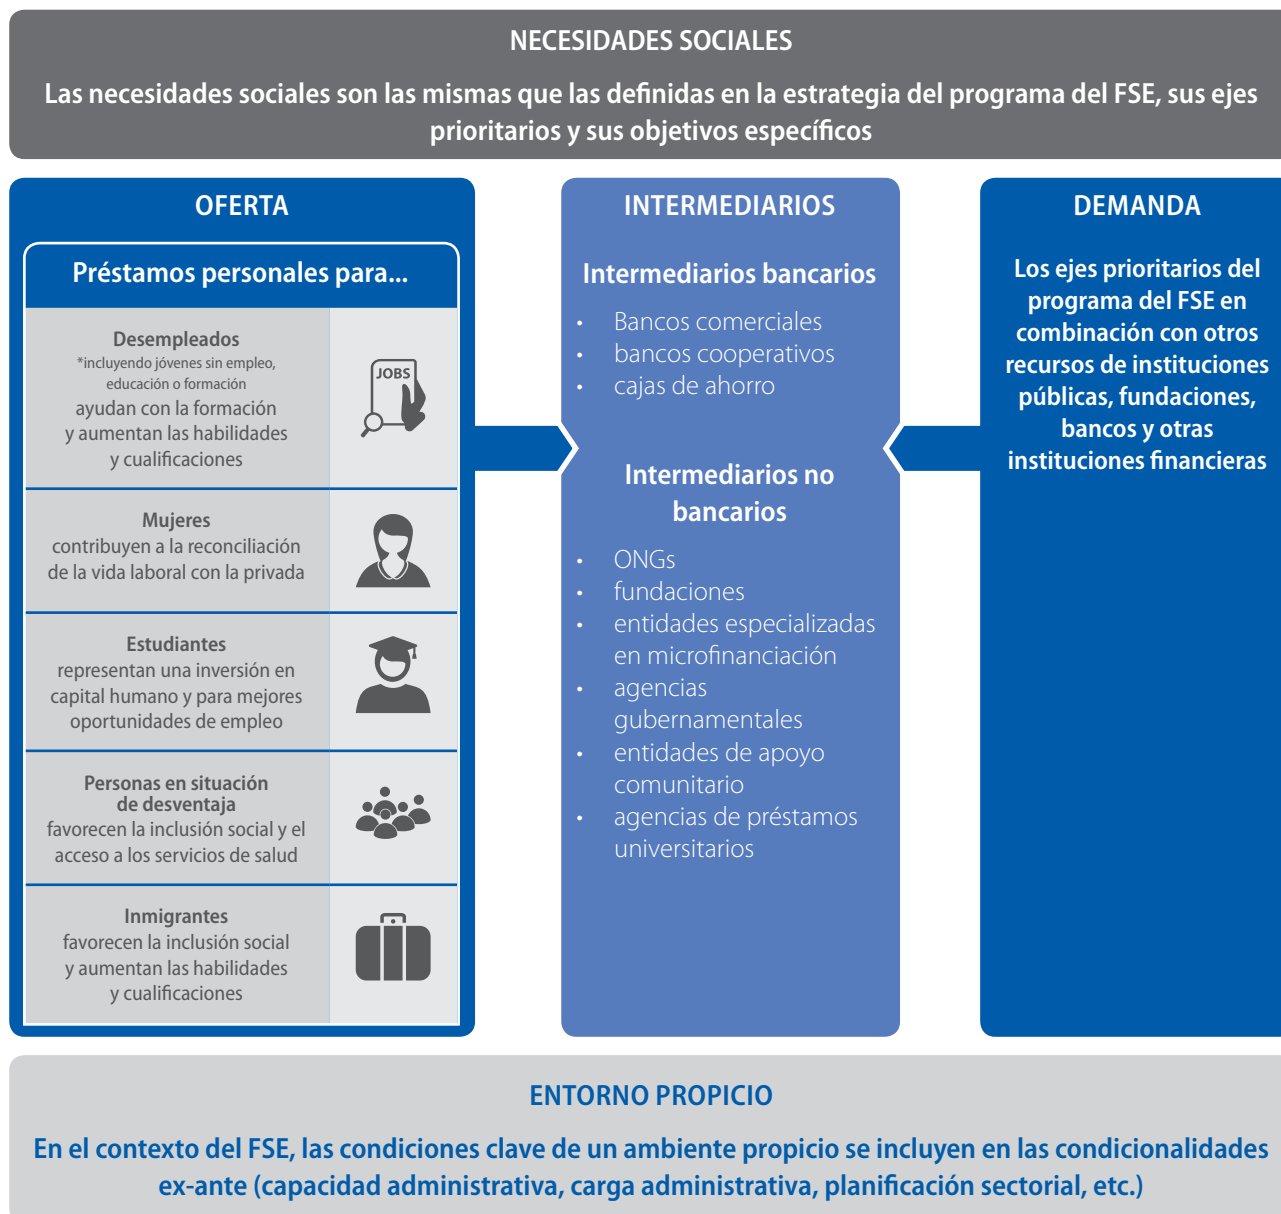 NECESIDADES SOCIALES
Las necesidades sociales son las mismas que las definidas en la estrategia del programa del FSE, sus ejes
prioritarios y sus objetivos específicos
OFERTA
Préstamos personales para...
Desempleados
*incluyendo jóvenes sin empleo,
educación o formación
ayudan con la formación
y aumentan las habilidades
y cualificaciones
JOBS
Mujeres
contribuyen a la reconciliación
de la vida laboral con la privada
Estudiantes
representan una inversión en
capital humano y para mejores
oportunidades de empleo
Personas en situación
de desventaja
favorecen la inclusión social y el
acceso a los servicios de salud
Inmigrantes
favorecen la inclusión social
y aumentan las habilidades
y cualificaciones
INTERMEDIARIOS
Intermediarios bancarios
• Bancos comerciales
• bancos cooperativos
• cajas de ahorro
Intermediarios no
bancarios
• ONGs
• fundaciones
• entidades especializadas
en microfinanciación
• agencias
gubernamentales
• entidades de apoyo
comunitario
• agencias de préstamos
universitarios
DEMANDA
Los ejes prioritarios del
programa del FSE en
combinación con otros
recursos de instituciones
públicas, fundaciones,
bancos y otras
instituciones financieras
ENTORNO PROPICIO
En el contexto del FSE, las condiciones clave de un ambiente propicio se incluyen en las condicionalidades
ex-ante (capacidad administrativa, carga administrativa, planificación sectorial, etc.)